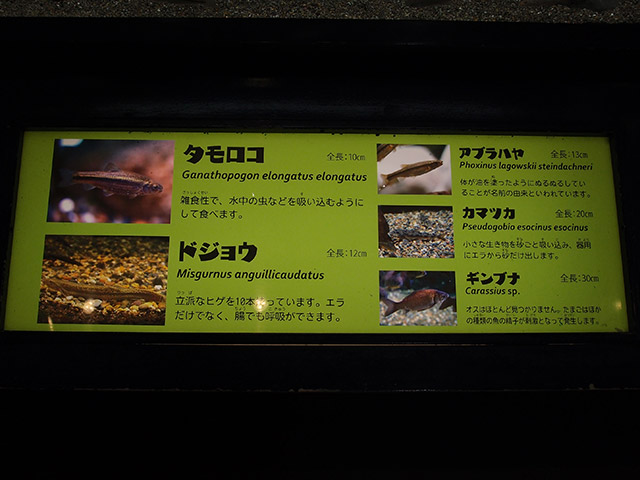 タモロコ 全長:10cm
Gnathopogon elongatus elongatus
雑食性で、水中の虫などを吸い込むように
して食べます。
ドジョウ 全長:12cm
Misgurnus anguillicaudatus
立派なヒゲを10本もっています。エラ
だけでなく、腸でも呼吸ができます。
アブラハヤ 全長:13cm
Phoxinus lagowskii steindachneri
体が油を塗ったようにぬるぬるしてい
ることが名前の由来といわれています。
カマツカ 全長:20cm
Pseudogobio esocinus esocinus
小さな生き物を砂ごと吸い込み、器用
にエラから砂だけ出します。
ギンブナ 全長:30cm
Carassius sp.
オスはほとんど見つかりません。たまごはほか
の種類の魚の精子が刺激となって発生します。